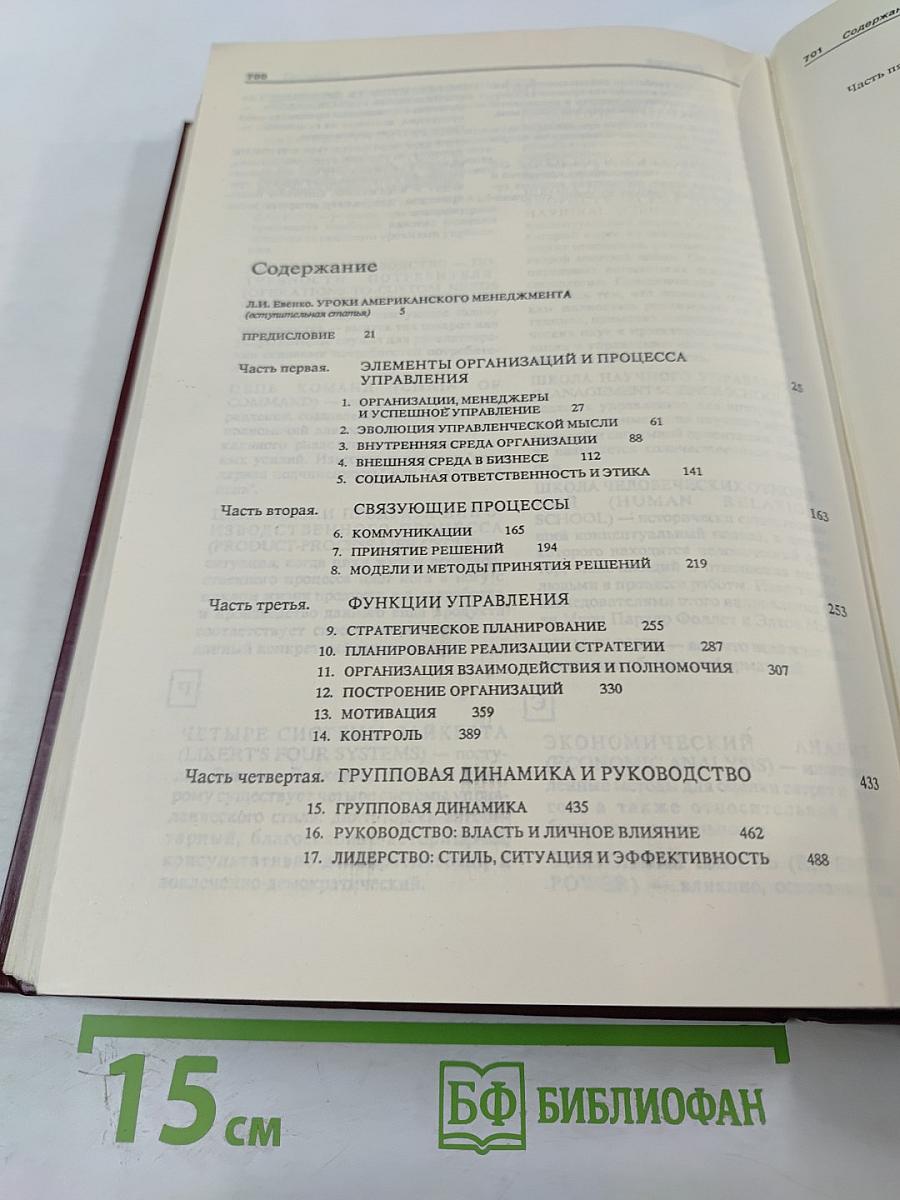 700
701 Содержан
Часть пя
Содержание
Л.И. Евенко. УРОКИ АМЕРИКАНСКОГО МЕНЕДЖМЕНТА
(вступительная статья) 5
ПРЕДИСЛОВИЕ 21
Часть первая. ЭЛЕМЕНТЫ ОРГАНИЗАЦИЙ И ПРОЦЕССА
УПРАВЛЕНИЯ 25
1. ОРГАНИЗАЦИИ, МЕНЕДЖЕРЫ
И УСПЕШНОЕ УПРАВЛЕНИЕ 27
2. ЭВОЛЮЦИЯ УПРАВЛЕНЧЕСКОЙ МЫСЛИ 61
3. ВНУТРЕННЯЯ СРЕДА ОРГАНИЗАЦИИ 88
4. ВНЕШНЯЯ СРЕДА В БИЗНЕСЕ 112
5. СОЦИАЛЬНАЯ ОТВЕТСТВЕННОСТЬ И ЭТИКА 141
Часть вторая. СВЯЗУЮЩИЕ ПРОЦЕССЫ 163
6. КОММУНИКАЦИИ 165
7. ПРИНЯТИЕ РЕШЕНИЙ 194
8. МОДЕЛИ И МЕТОДЫ ПРИНЯТИЯ РЕШЕНИЙ 219
Часть третья. ФУНКЦИИ УПРАВЛЕНИЯ 253
9. СТРАТЕГИЧЕСКОЕ ПЛАНИРОВАНИЕ 255
10. ПЛАНИРОВАНИЕ РЕАЛИЗАЦИИ СТРАТЕГИИ 287
11. ОРГАНИЗАЦИЯ ВЗАИМОДЕЙСТВИЯ И ПОЛНОМОЧИЯ 307
12. ПОСТРОЕНИЕ ОРГАНИЗАЦИЙ 330
13. МОТИВАЦИЯ 359
14. КОНТРОЛЬ 389
Часть четвертая. ГРУППОВАЯ ДИНАМИКА И РУКОВОДСТВО 433
15. ГРУППОВАЯ ДИНАМИКА 435
16. РУКОВОДСТВО: ВЛАСТЬ И ЛИЧНОЕ ВЛИЯНИЕ 462
17. ЛИДЕРСТВО: СТИЛЬ, СИТУАЦИЯ И ЭФФЕКТИВНОСТЬ 488
15 см
БФ БИБЛИОФАН